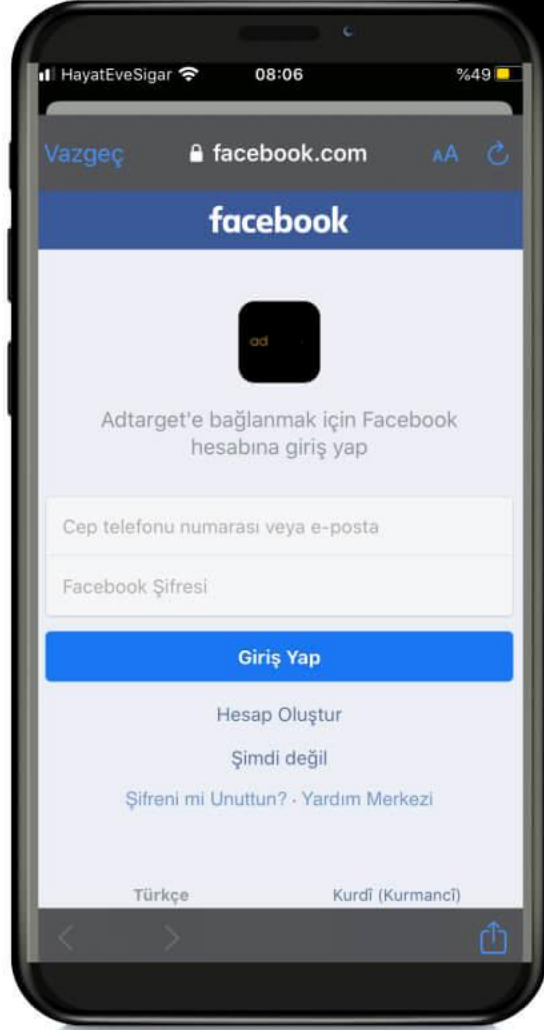 HayatEveSigar 08:06 %49
Vazgeç facebook.com AA
facebook
ad
Adtarget'e bağlanmak için Facebook
hesabına giriş yap
Cep telefonu numarası veya e-posta
Facebook Şifresi
Giriş Yap
Hesap Oluştur
Şimdi değil
Şifreni mi Unuttun? · Yardım Merkezi
Türkçe Kurdî (Kurmancî)